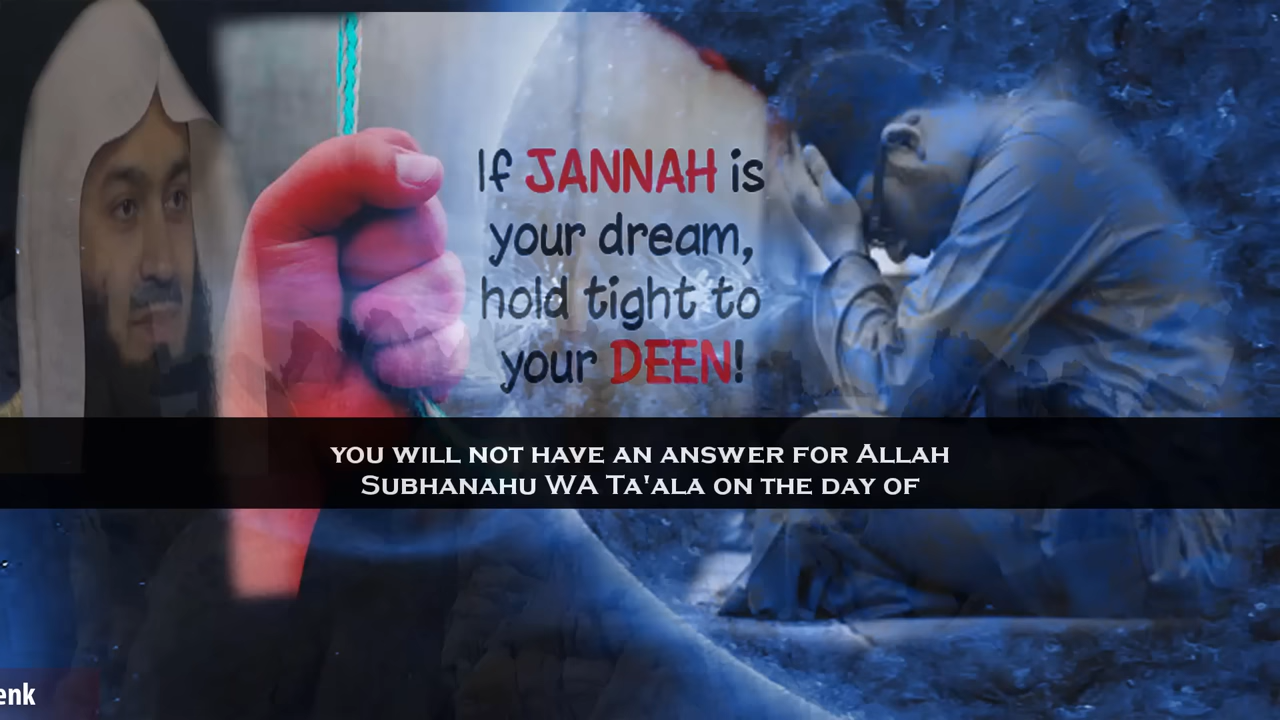 If JANNAH is
your dream,
hold tight to
your DEEN!
YOU WILL NOT HAVE AN ANSWER FOR ALLAH
SUBHANAHU WA TA'ALA ON THE DAY OF
enk